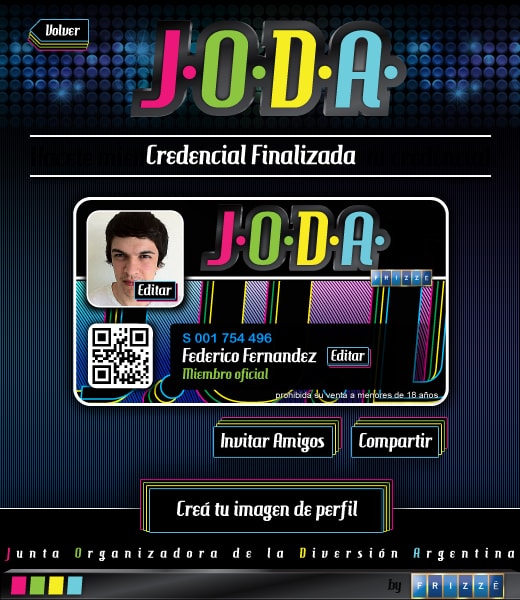 Volver
J·O·D·A·
Credencial Finalizada
J·O·D·A·
Editar
FRIZZÉ
S 001 754 496
Federico Fernandez
Editar
Miembro oficial
prohibida su venta a menores de 18 años
Invitar Amigos
Compartir
Creá tu imagen de perfil
Junta Organizadora de la Diversión Argentina
by FRIZZÉ